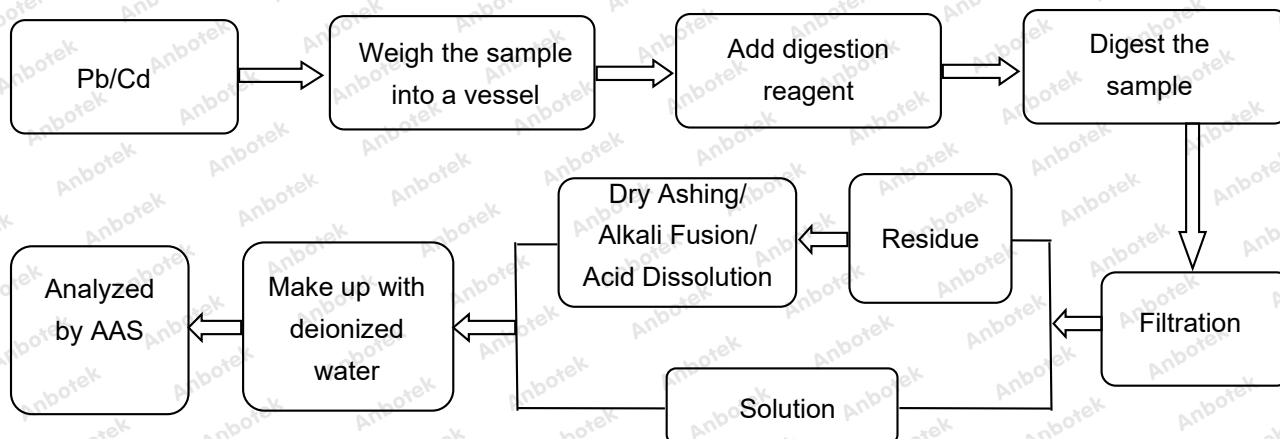 Pb/Cd
Weigh the sample
into a vessel
Add digestion
reagent
Digest the
sample
Dry Ashing/
Alkali Fusion/
Acid Dissolution
Residue
Analyzed
by AAS
Make up with
deionized
water
Filtration
Solution
Anbotek